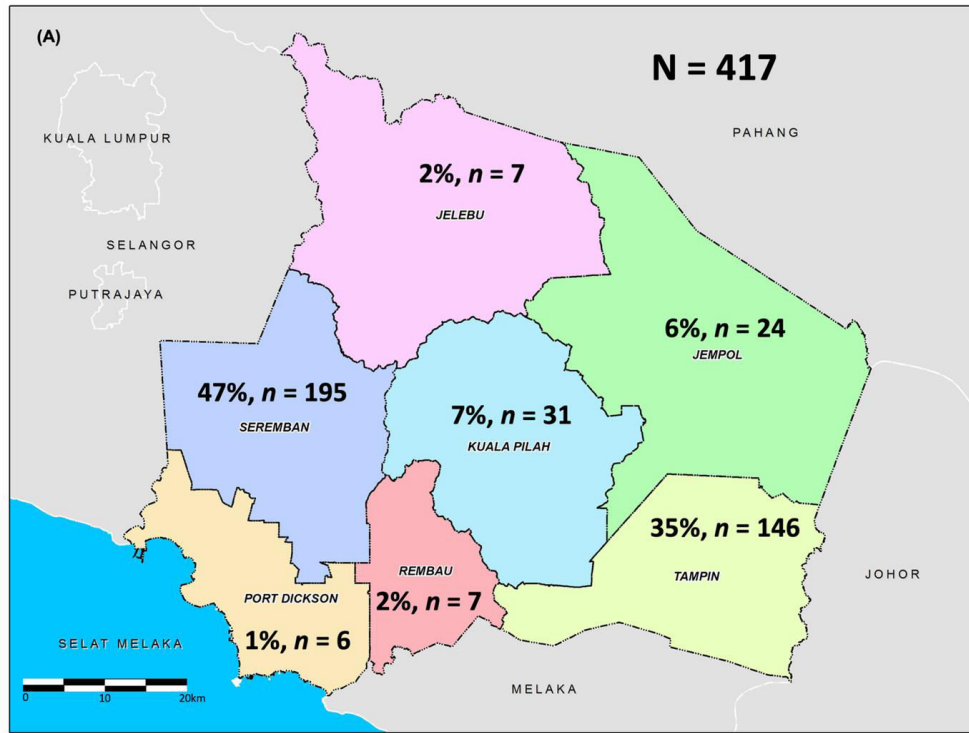 (A)
N = 417
KUALA LUMPUR
PAHANG
2%, n = 7
JELEBU
SELANGOR
PUTRAJAYA
6%, n = 24
JEMPOL
47%, n = 195
SEREMBAN
7%, n = 31
KUALA PILAH
35%, n = 146
TAMPIN
JOHOR
REMBAU
2%, n = 7
PORT DICKSON
1%, n = 6
SELAT MELAKA
MELAKA
0 10 20km